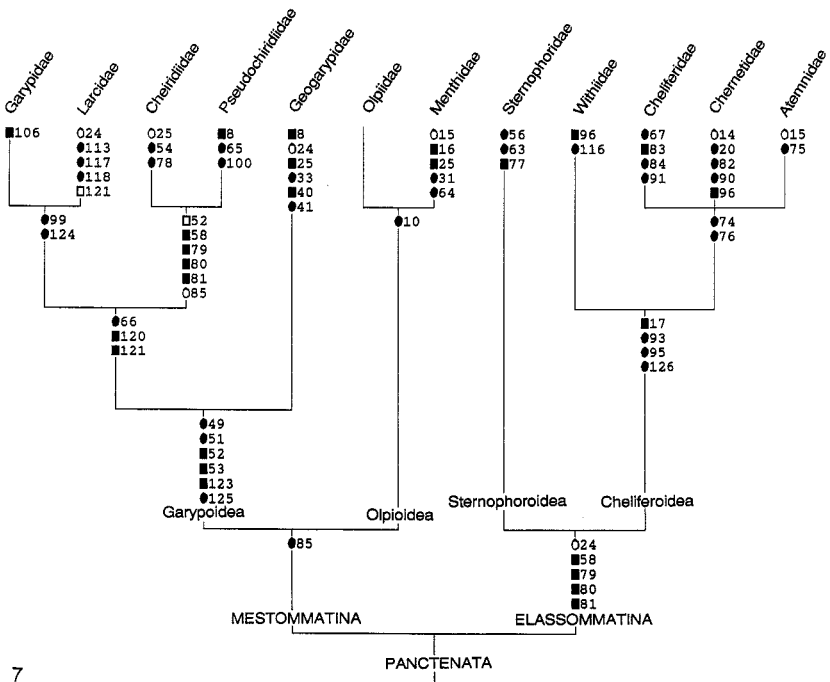 Garypidae Larcidae Cheiridiidae Pseudochiridiidae Geogarypidae Olpiidae Menthidae Sternophoridae Withiidae Cheliferidae Chernetidae Atemnidae
106 24 25 8 8 15 56 96 67 14 15
113 54 65 24 16 63 116 83 20 75
117 78 100 25 25 77 84 82
118 33 31 91 90
121 40 64 96
99 52 41 10 74
124 58 76
79
80
81
85
66 17
120 93
121 95
126
49
51
52
53
123
125
Garypoidea Olpioidea Sternophoroidea Cheliferoidea
85 24
58
79
80
81
MESTOMMATINA ELASSOMMATINA
PANCTENATA
7